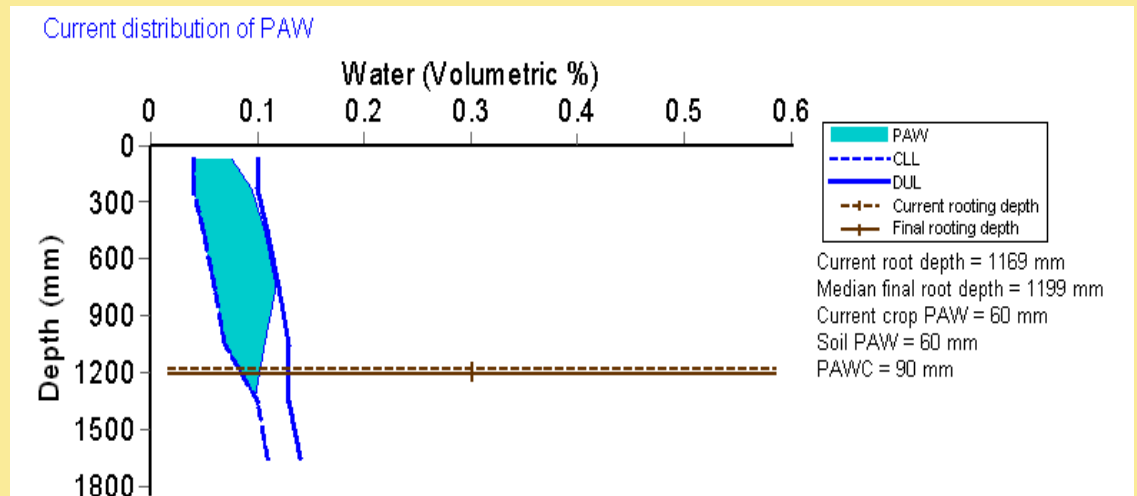 Current distribution of PAW
Water (Volumetric %)
0 0.1 0.2 0.3 0.4 0.5 0.6
Depth (mm)
0
300
600
900
1200
1500
1800
PAW
CLL
DUL
Current rooting depth
Final rooting depth
Current root depth = 1169 mm
Median final root depth = 1199 mm
Current crop PAW = 60 mm
Soil PAW = 60 mm
PAWC = 90 mm